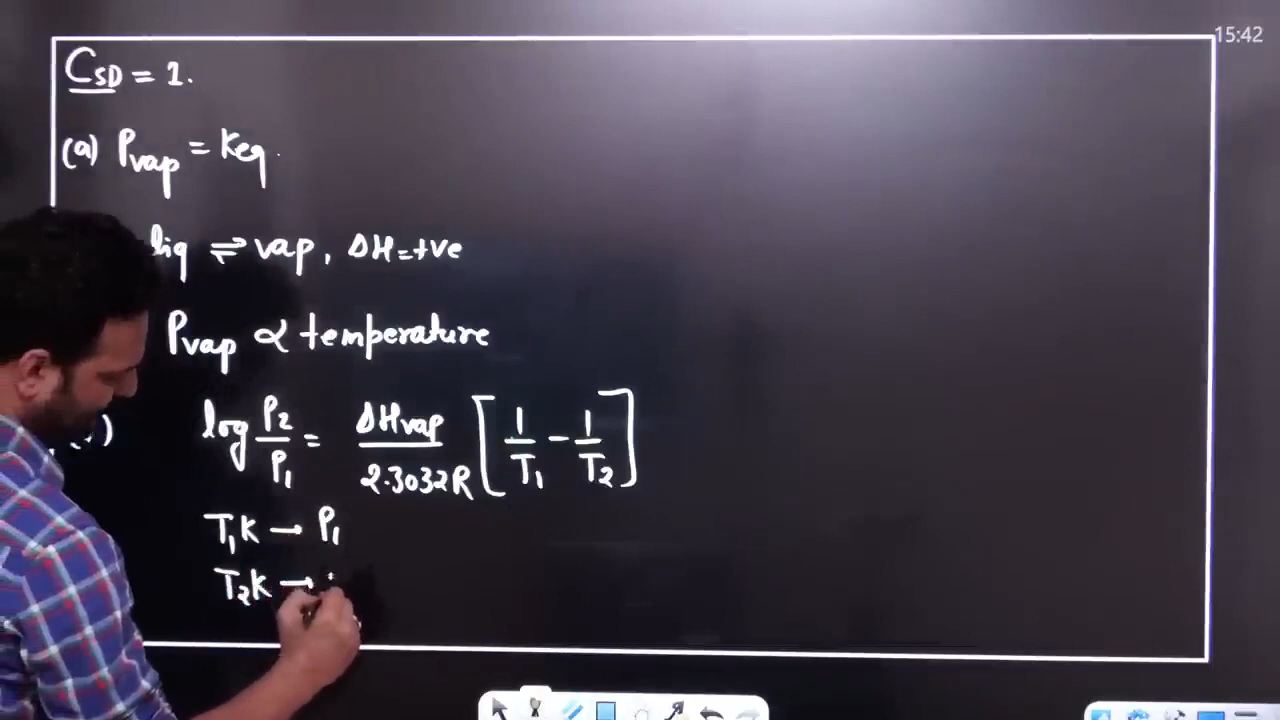 15:42
C_SD = 1.
(a) P_vap = Keq.
liq ⇌ vap, ΔH=+ve
P_vap ∝ temperature
log P2/P1 = ΔHvap/2.3032R [1/T1 − 1/T2]
T1K → P1
T2K →